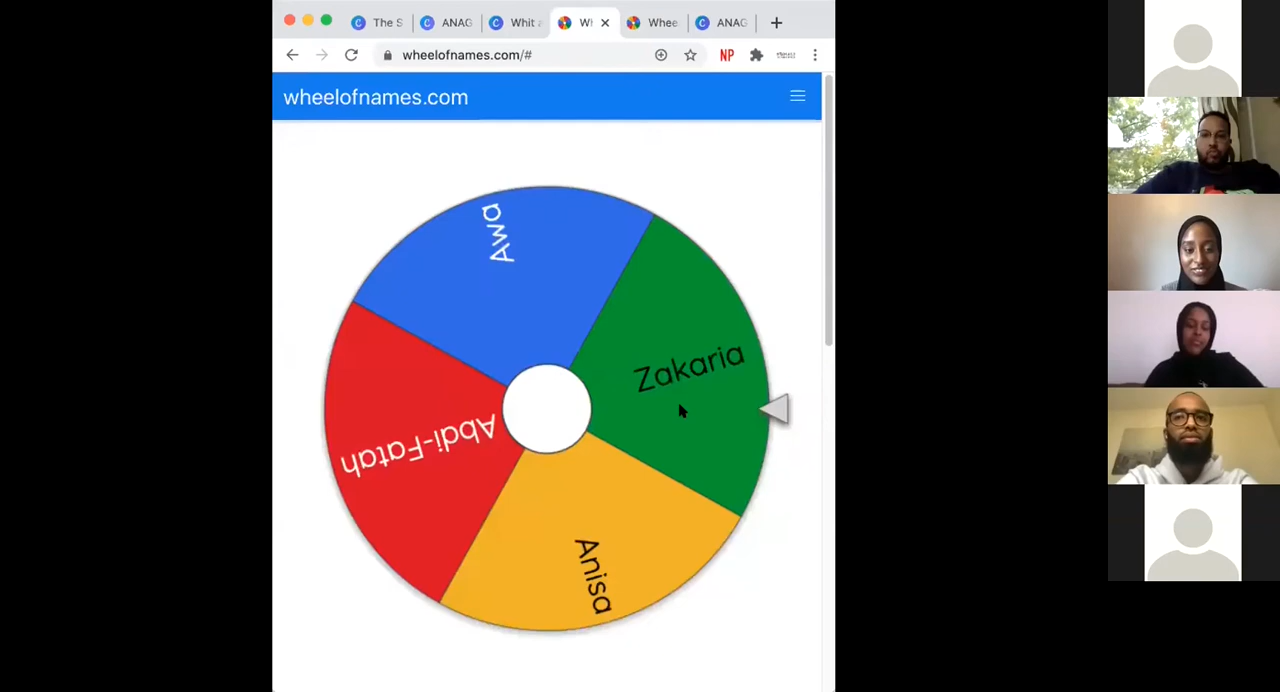 The S
ANAG
Whit a
Wh
Whee
ANAG
wheelofnames.com/#
NP
wheelofnames.com
Awa
Zakaria
Abdi-Fatah
Anisa